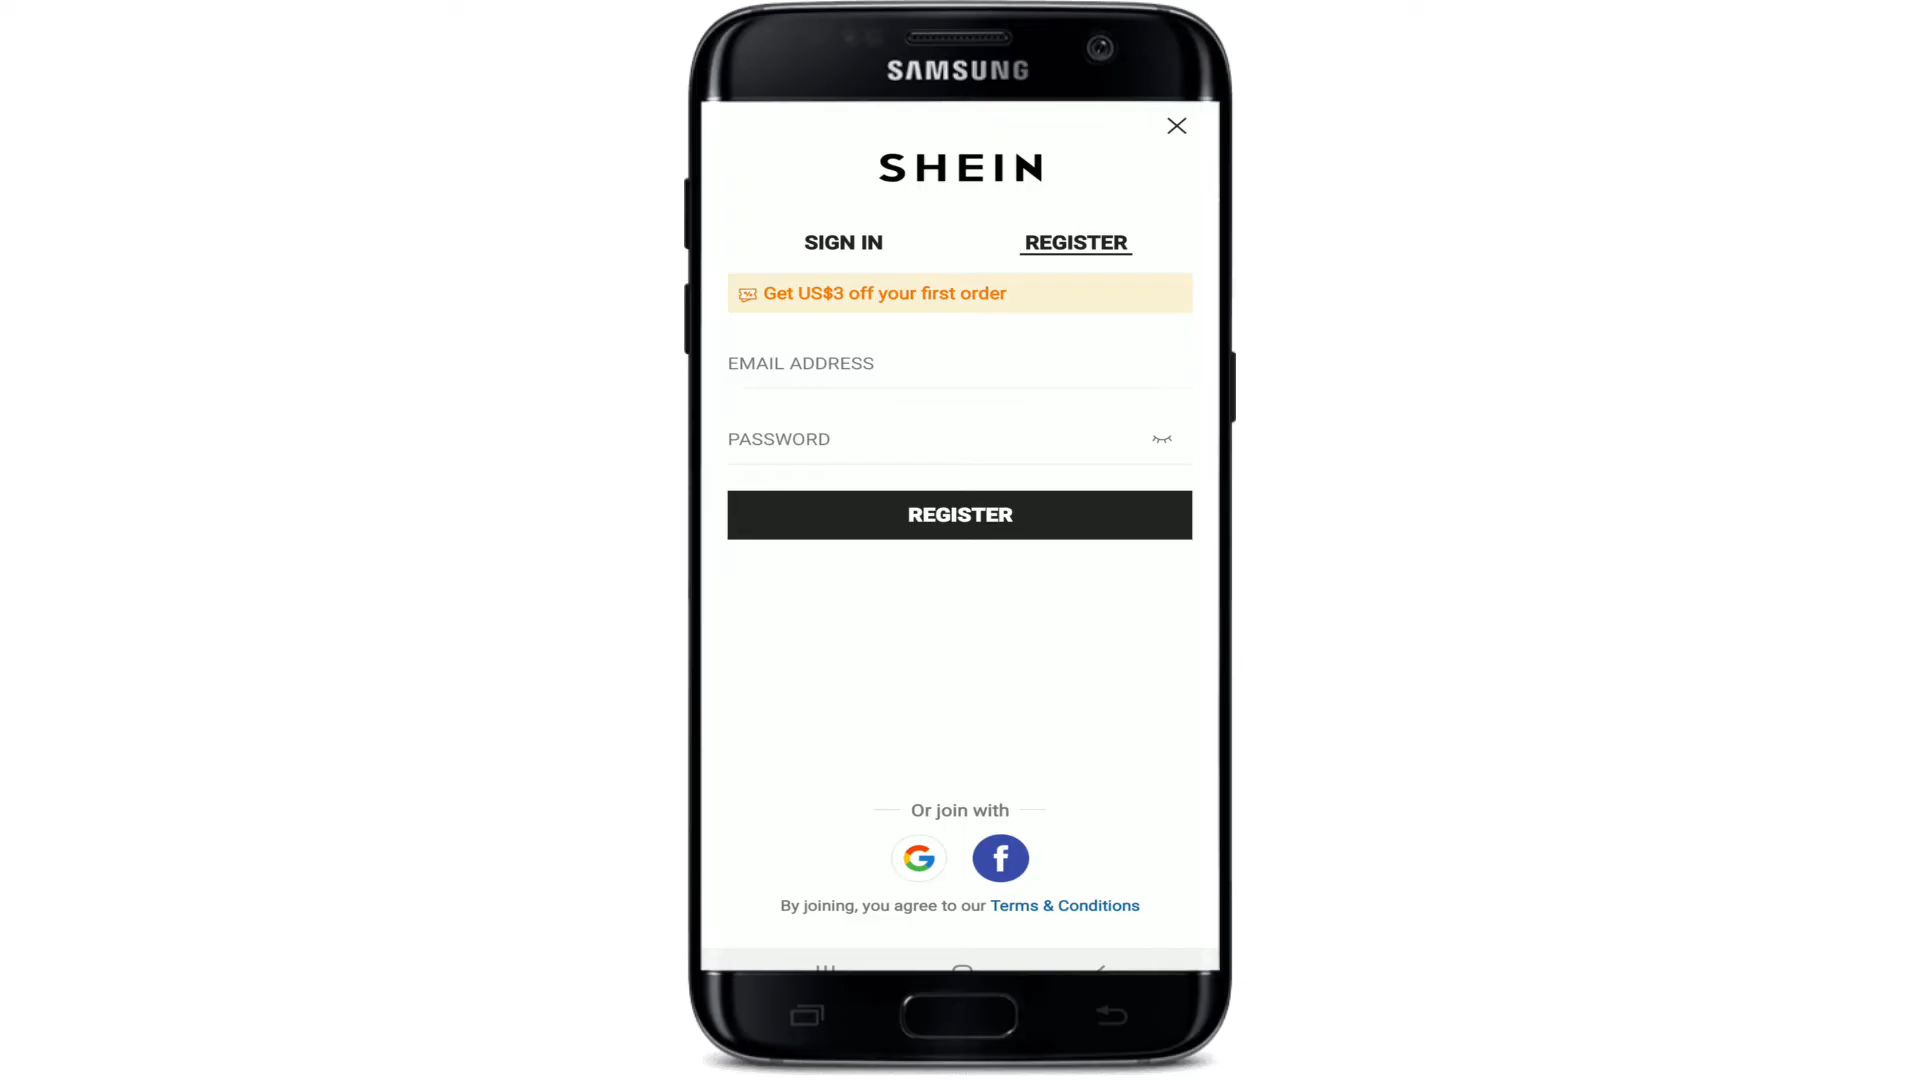 SAMSUNG
SHEIN
SIGN IN
REGISTER
Get US$3 off your first order
EMAIL ADDRESS
PASSWORD
REGISTER
Or join with
By joining, you agree to our Terms & Conditions